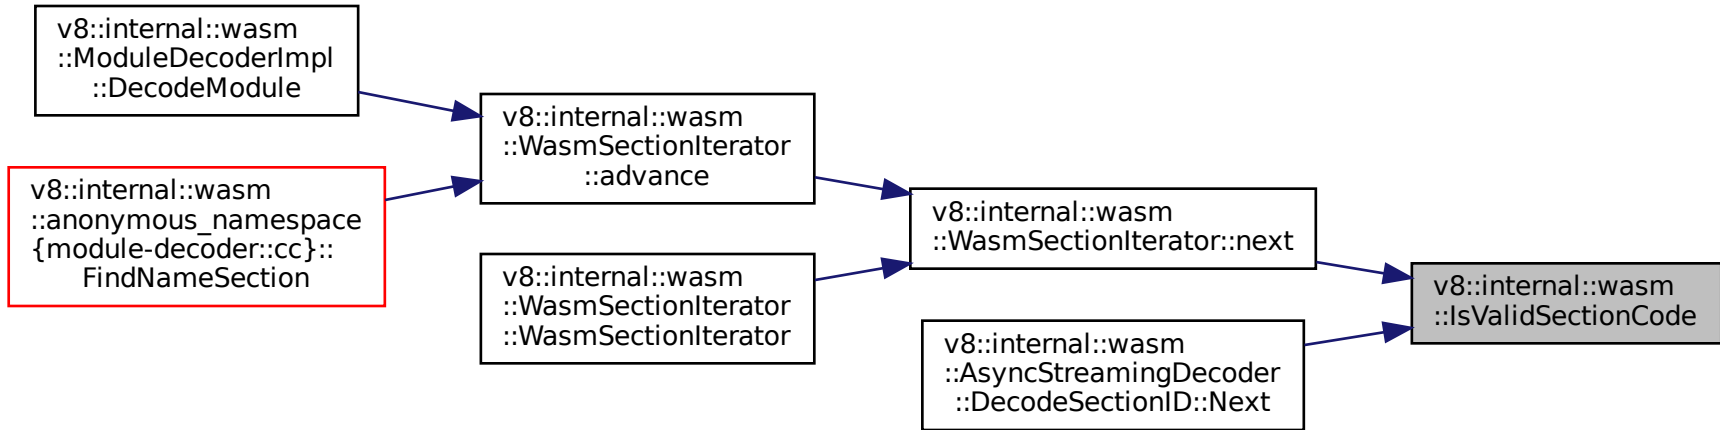 v8::internal::wasm
::ModuleDecoderImpl
::DecodeModule
v8::internal::wasm
::anonymous_namespace
{module-decoder::cc}::
FindNameSection
v8::internal::wasm
::WasmSectionIterator
::advance
v8::internal::wasm
::WasmSectionIterator
::WasmSectionIterator
v8::internal::wasm
::WasmSectionIterator::next
v8::internal::wasm
::AsyncStreamingDecoder
::DecodeSectionID::Next
v8::internal::wasm
::IsValidSectionCode